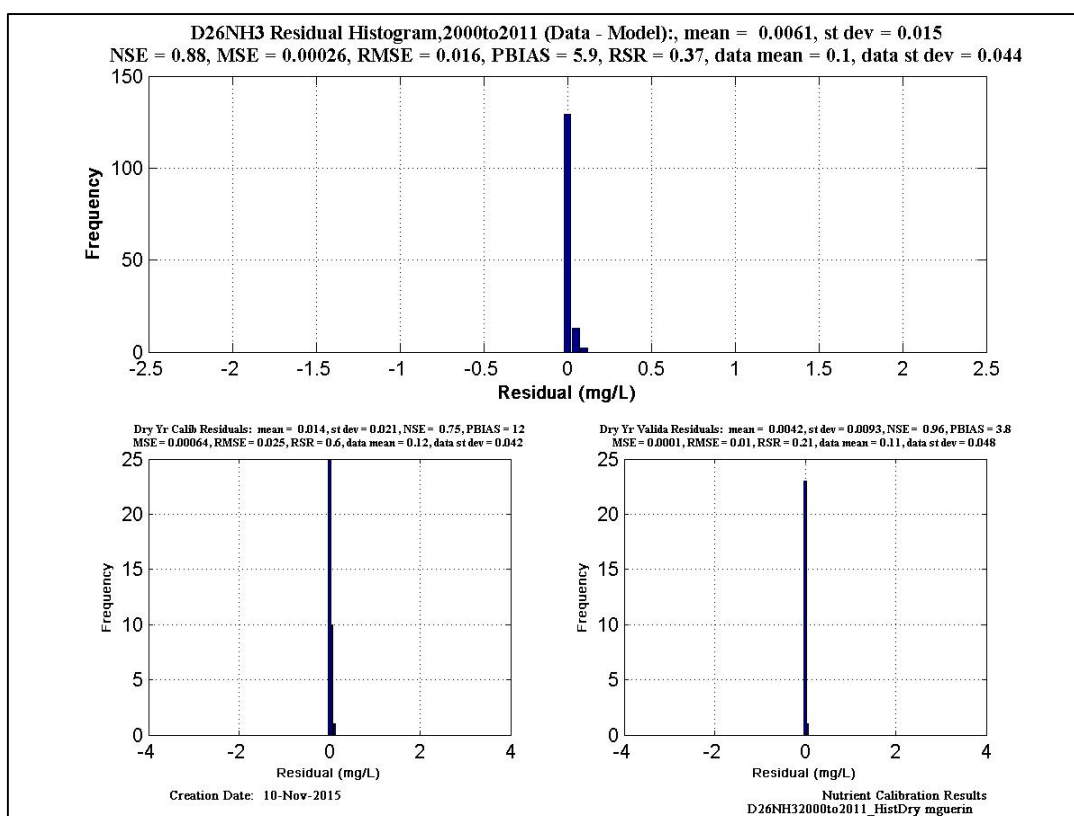 D26NH3 Residual Histogram,2000to2011 (Data - Model):, mean = 0.0061, st dev = 0.015
NSE = 0.88, MSE = 0.00026, RMSE = 0.016, PBIAS = 5.9, RSR = 0.37, data mean = 0.1, data st dev = 0.044
150
100
50
0
Frequency
-2.5 -2 -1.5 -1 -0.5 0 0.5 1 1.5 2 2.5
Residual (mg/L)
Dry Yr Calib Residuals: mean = 0.014, st dev = 0.021, NSE = 0.75, PBIAS = 12
MSE = 0.00064, RMSE = 0.025, RSR = 0.6, data mean = 0.12, data st dev = 0.042
25
20
15
10
5
0
Frequency
-4 -2 0 2 4
Residual (mg/L)
Dry Yr Valida Residuals: mean = 0.0042, st dev = 0.0093, NSE = 0.96, PBIAS = 3.8
MSE = 0.0001, RMSE = 0.01, RSR = 0.21, data mean = 0.11, data st dev = 0.048
25
20
15
10
5
0
Frequency
-4 -2 0 2 4
Residual (mg/L)
Creation Date: 10-Nov-2015
Nutrient Calibration Results
D26NH32000to2011_HistDry mguerin